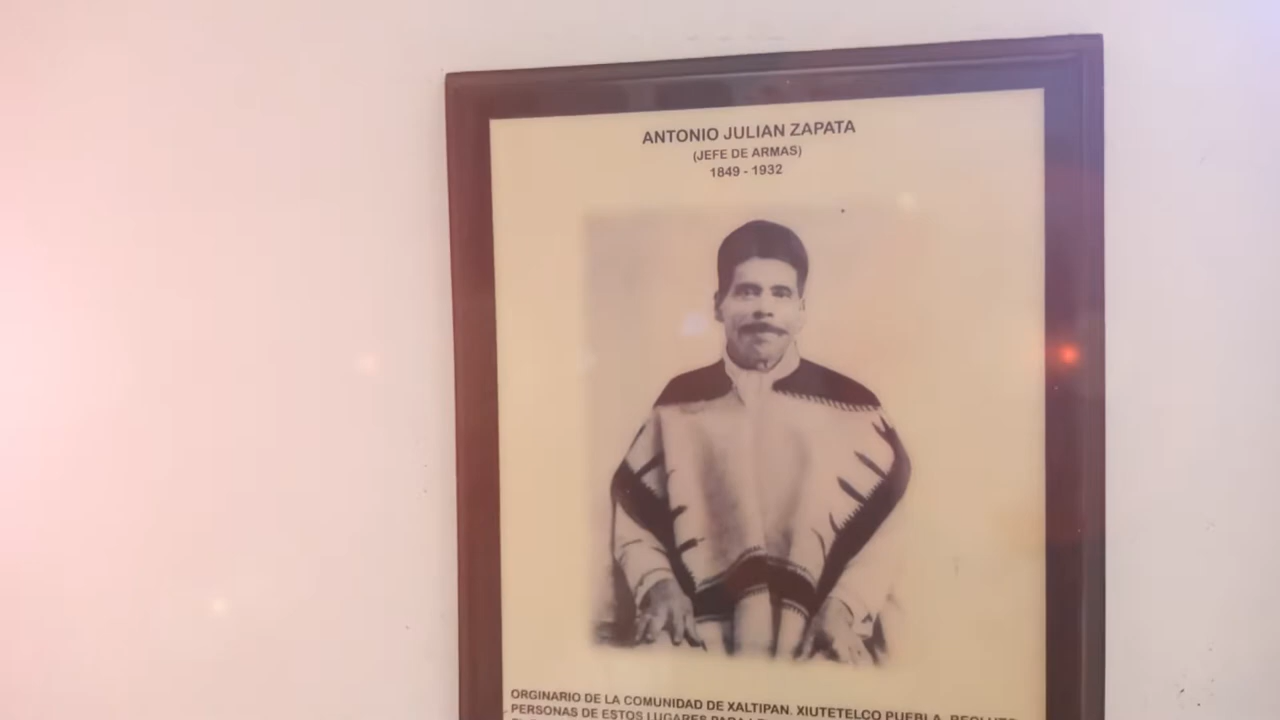 ANTONIO JULIAN ZAPATA
(JEFE DE ARMAS)
1849 - 1932
ORGINARIO DE LA COMUNIDAD DE XALTIPAN. XIUTETELCO PUEBLA.
PERSONAS DE ESTOS LUGARES PARA